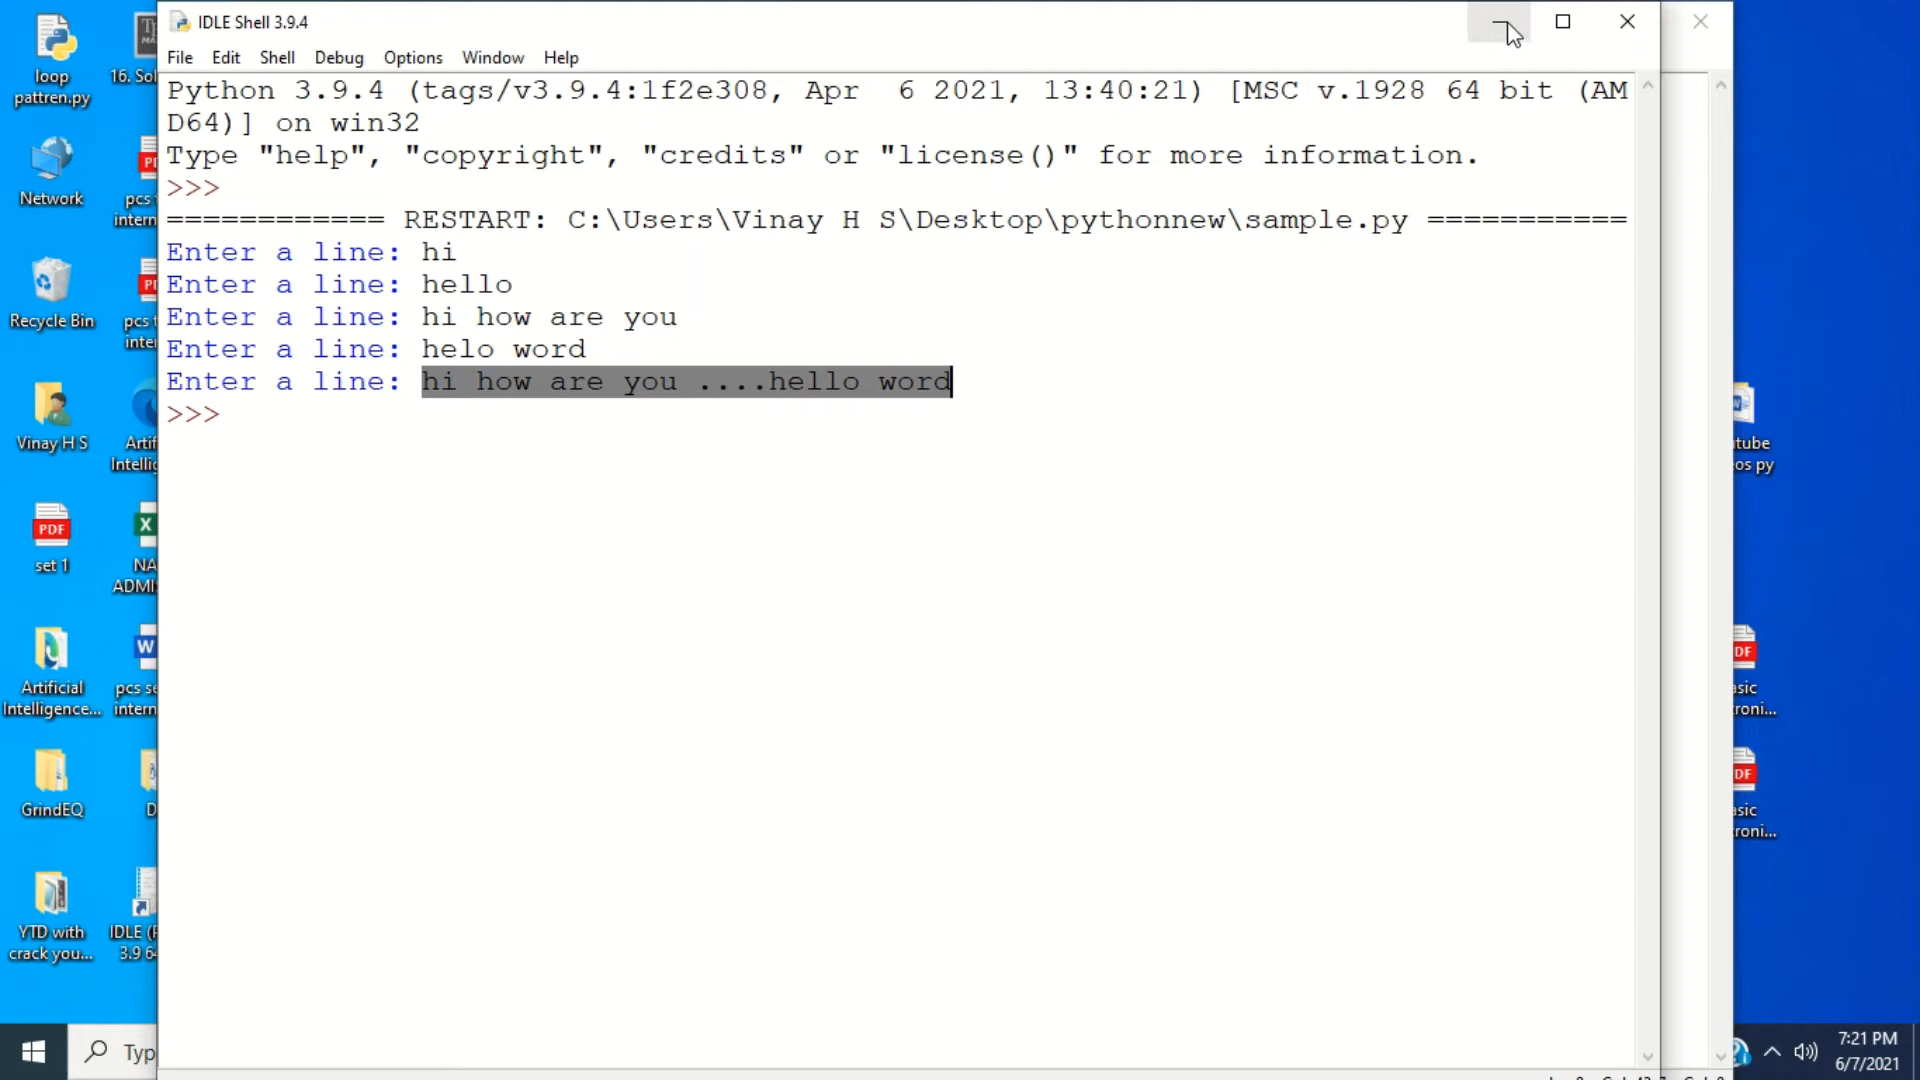 IDLE Shell 3.9.4
File Edit Shell Debug Options Window Help
Python 3.9.4 (tags/v3.9.4:1f2e308, Apr  6 2021, 13:40:21) [MSC v.1928 64 bit (AM
D64)] on win32
Type "help", "copyright", "credits" or "license()" for more information.
>>>
============ RESTART: C:\Users\Vinay H S\Desktop\pythonnew\sample.py ===========
Enter a line: hi
Enter a line: hello
Enter a line: hi how are you
Enter a line: helo word
Enter a line: hi how are you ....hello word
>>>
loop
pattren.py
Network
Recycle Bin
Vinay H S
PDF
set 1
Artificial
Intelligence...
GrindEQ
YTD with
crack you...
16. Sol
pcs
intern
pcs
inte
Artif
Intellig
NA
ADMI
pcs se
intern
D
IDLE (P
3.9 6
tube
os py
DF
asic
roni...
DF
asic
roni...
Typ
7:21 PM
6/7/2021